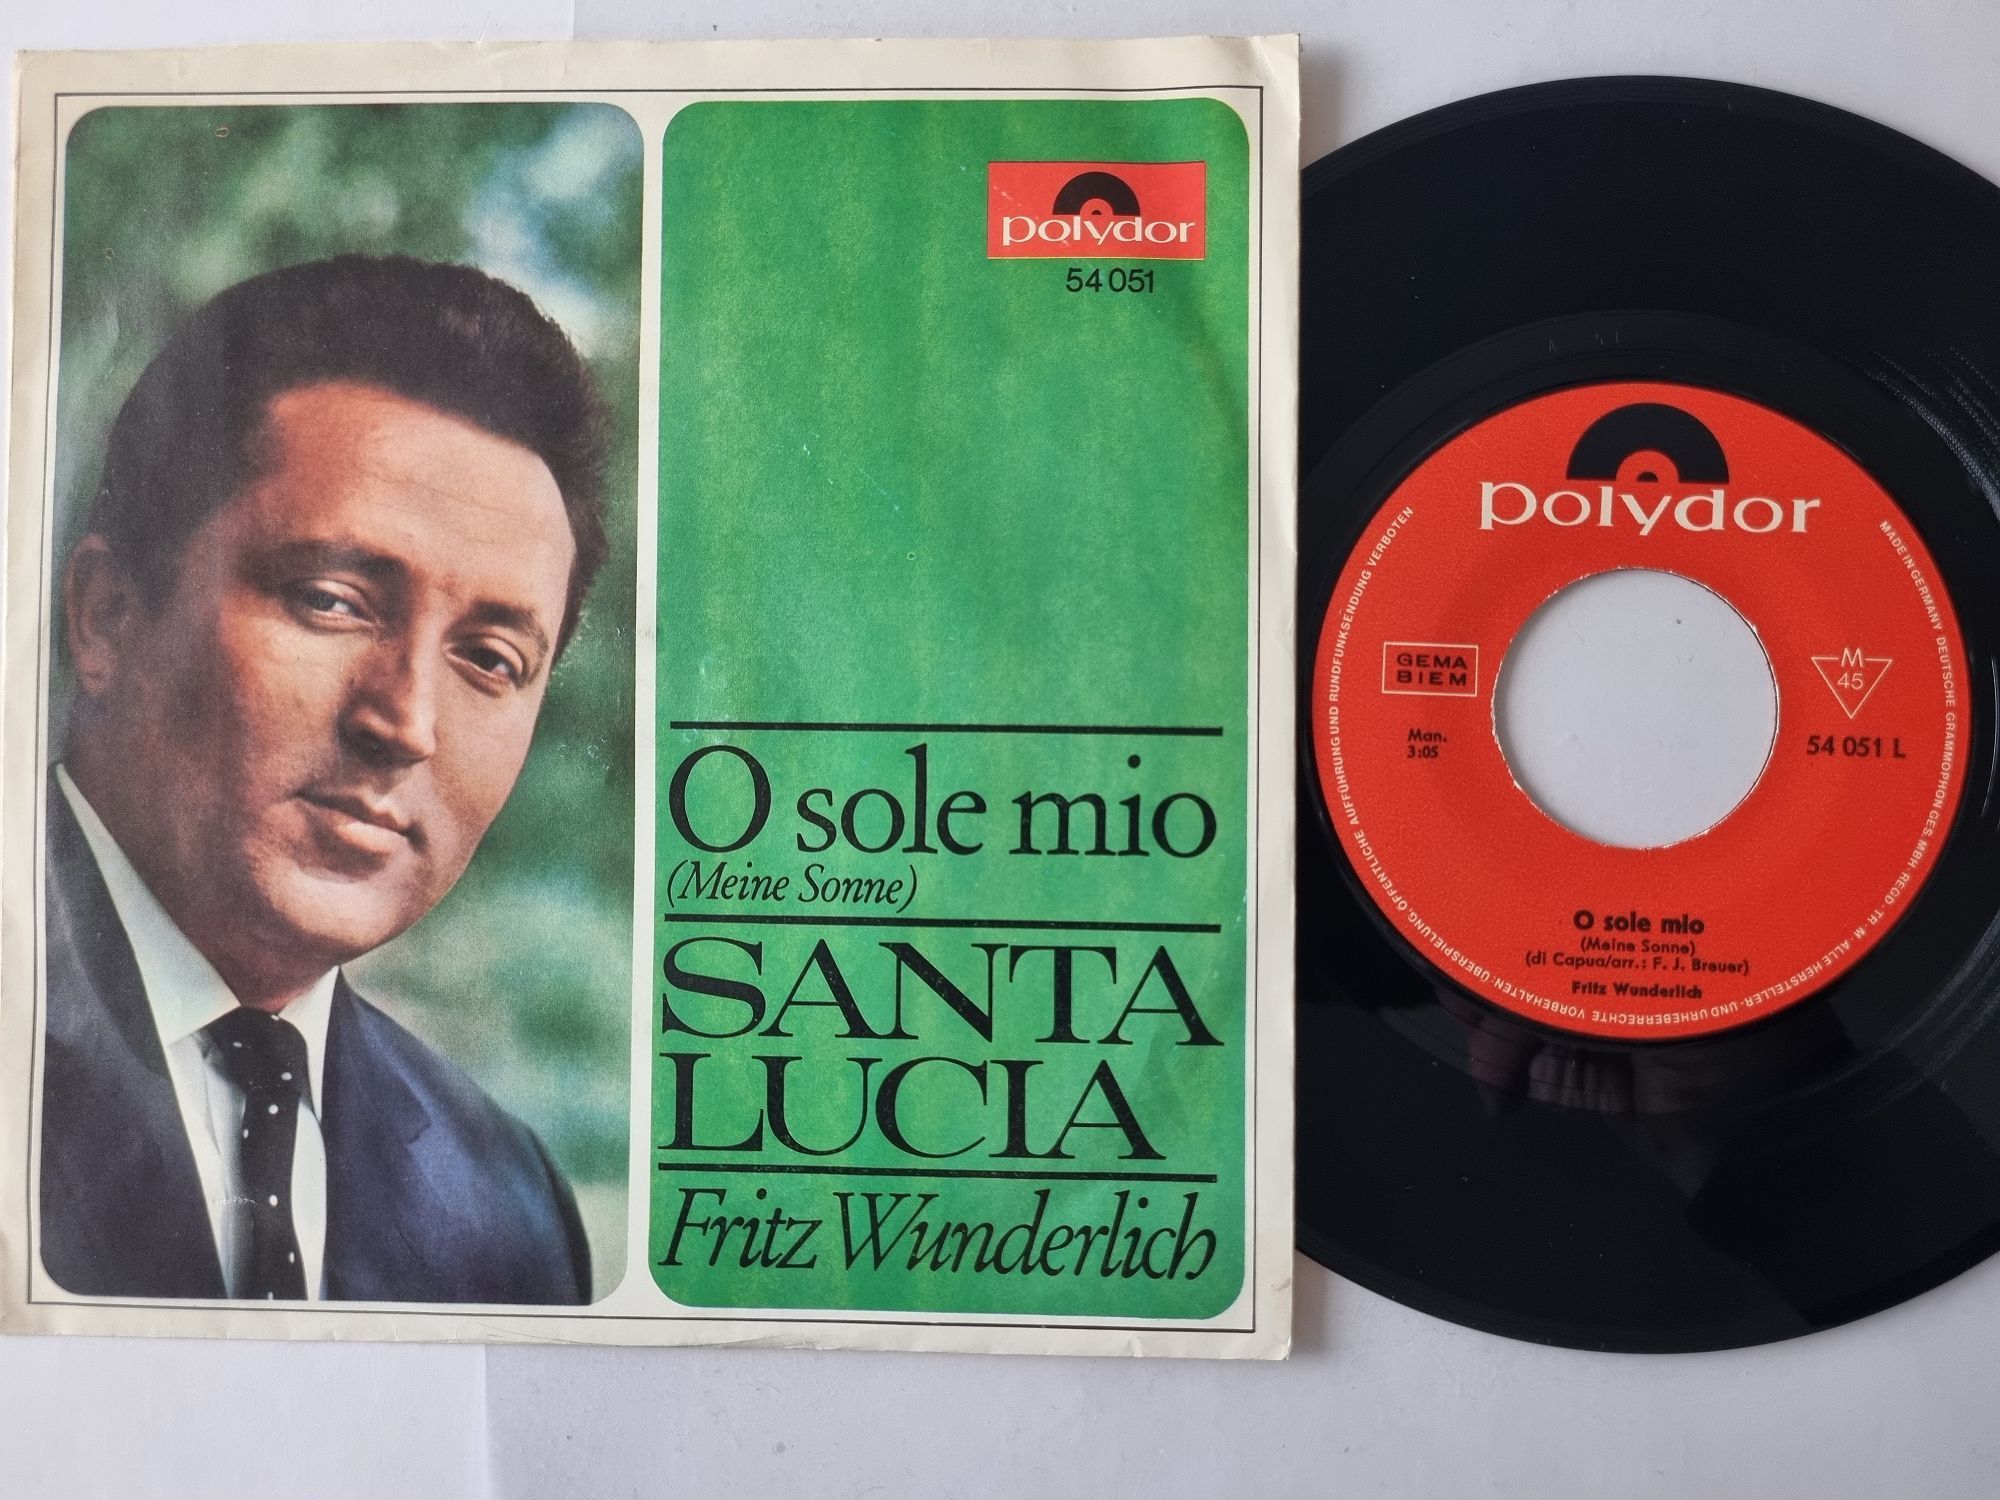 polydor
54 051
O sole mio
(Meine Sonne)
SANTA
LUCIA
Fritz Wunderlich
polydor
MADE IN GERMANY · DEUTSCHE GRAMMOPHON GES. MBH · REGD · TR. M · ALLE HERSTELLER- UND URHEBERRECHTE VORBEHALTEN · ÜBERSPIELUNG, ÖFFENTLICHE AUFFÜHRUNG UND RUNDFUNKSENDUNG VERBOTEN
GEMA
BIEM
M
45
Man.
3:05
54 051 L
O sole mio
(Meine Sonne)
(di Capua/arr.: F. J. Breuer)
Fritz Wunderlich